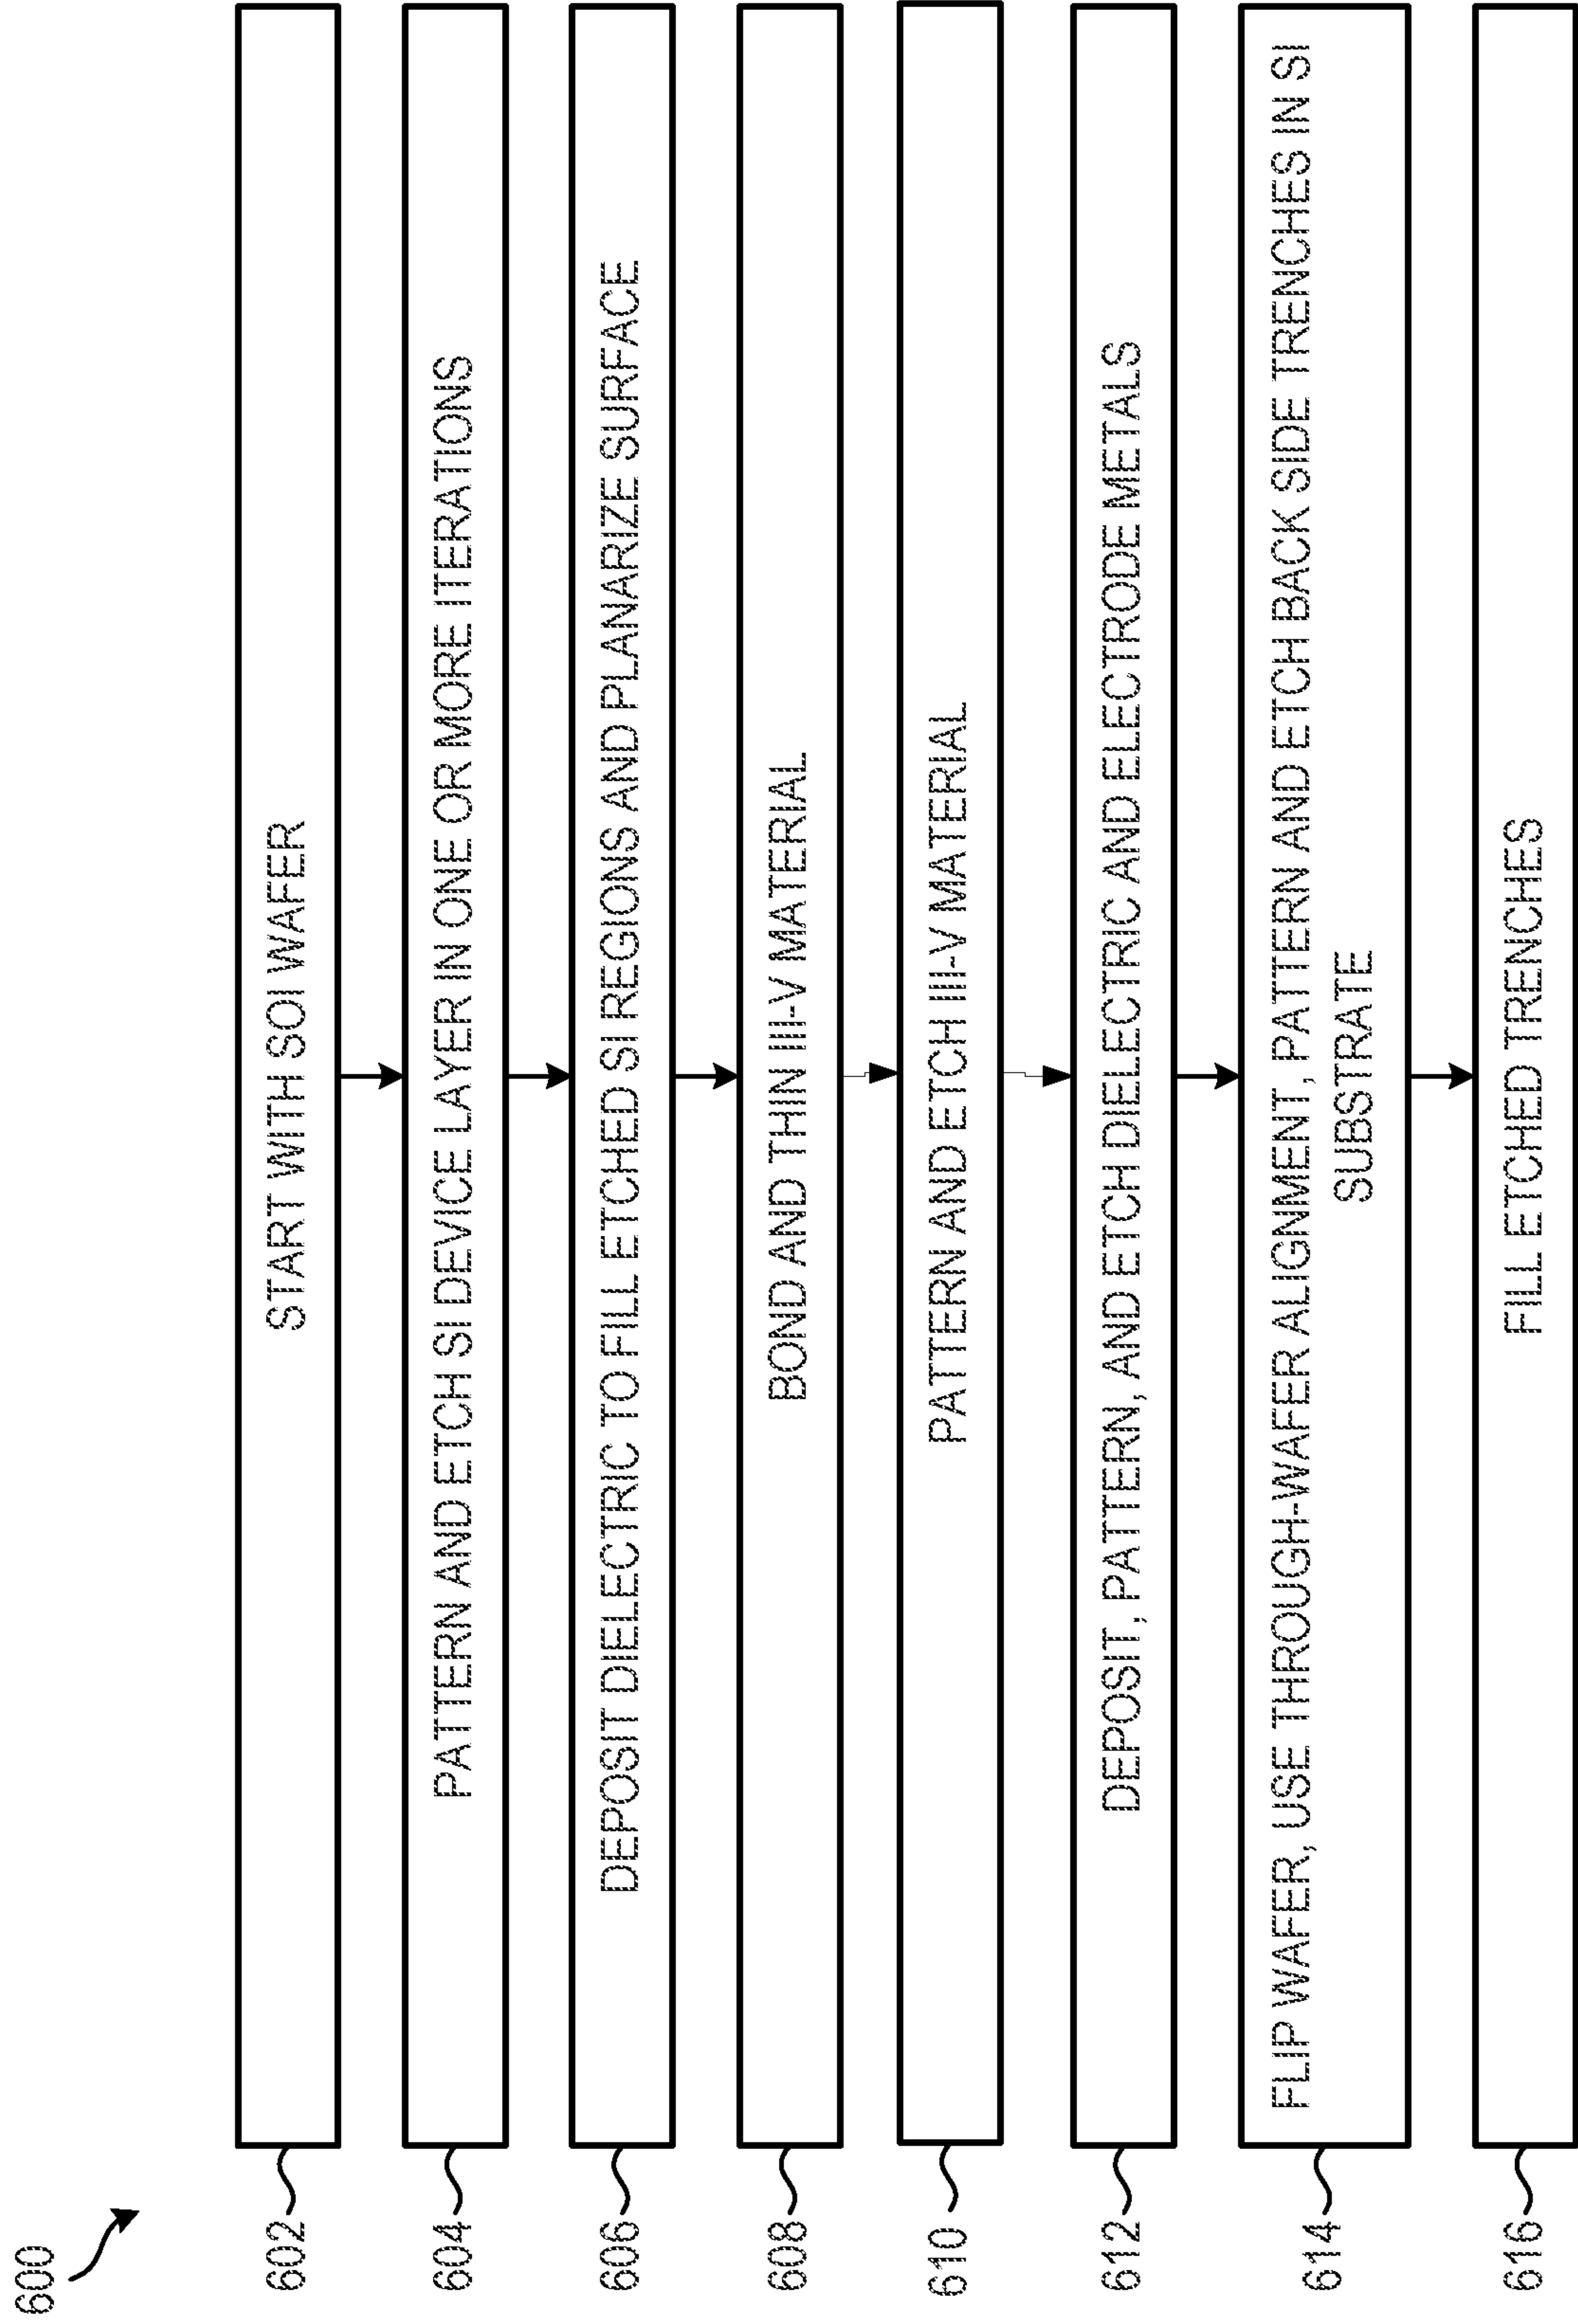 600
602
START WITH SOI WAFER
604
PATTERN AND ETCH SI DEVICE LAYER IN ONE OR MORE ITERATIONS
606
DEPOSIT DIELECTRIC TO FILL ETCHED SI REGIONS AND PLANARIZE SURFACE
608
BOND AND THIN IIII-V MATERIAL
610
PATTERN AND ETCH IIII-V MATERIAL
612
DEPOSIT, PATTERN, AND ETCH DIELECTRIC AND ELECTRODE METALS
614
FLIP WAFER, USE THROUGH-WAFER ALIGNMENT, PATTERN AND ETCH BACK SIDE TRENCHES IN SI
SUBSTRATE
616
FILL ETCHED TRENCHES